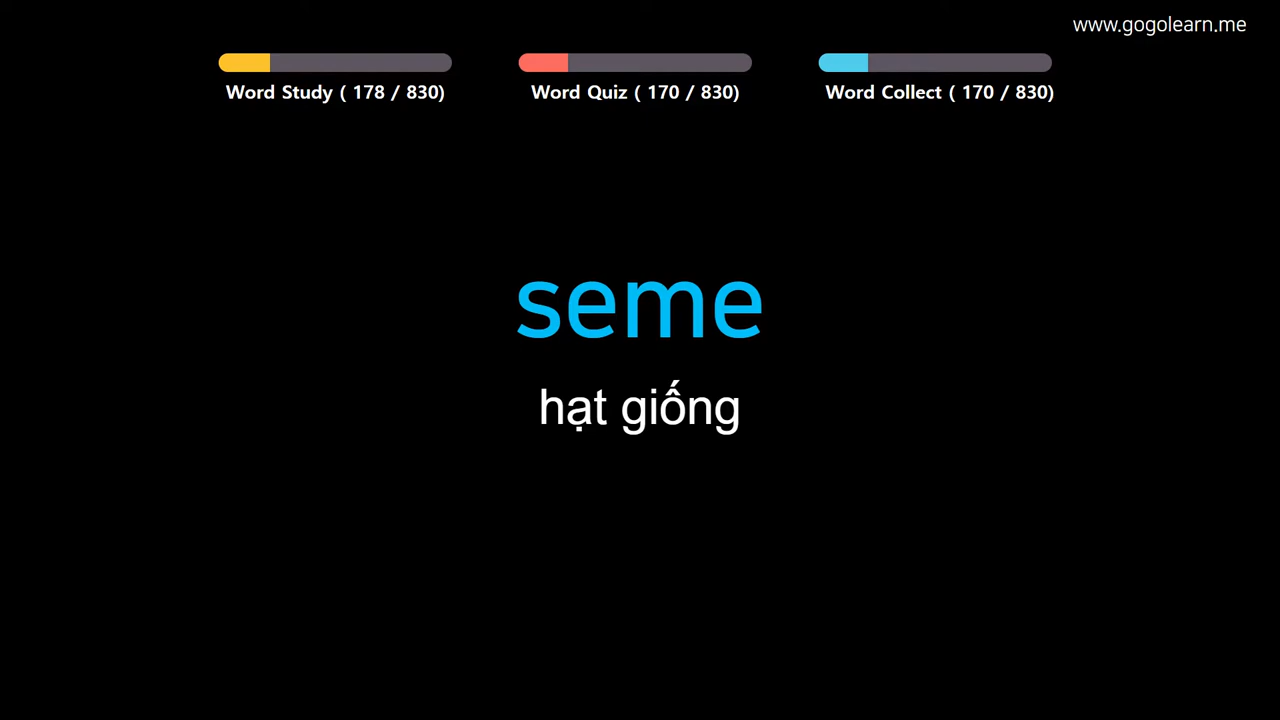 www.gogolearn.me
Word Study ( 178 / 830)
Word Quiz ( 170 / 830)
Word Collect ( 170 / 830)
seme
hạt giống